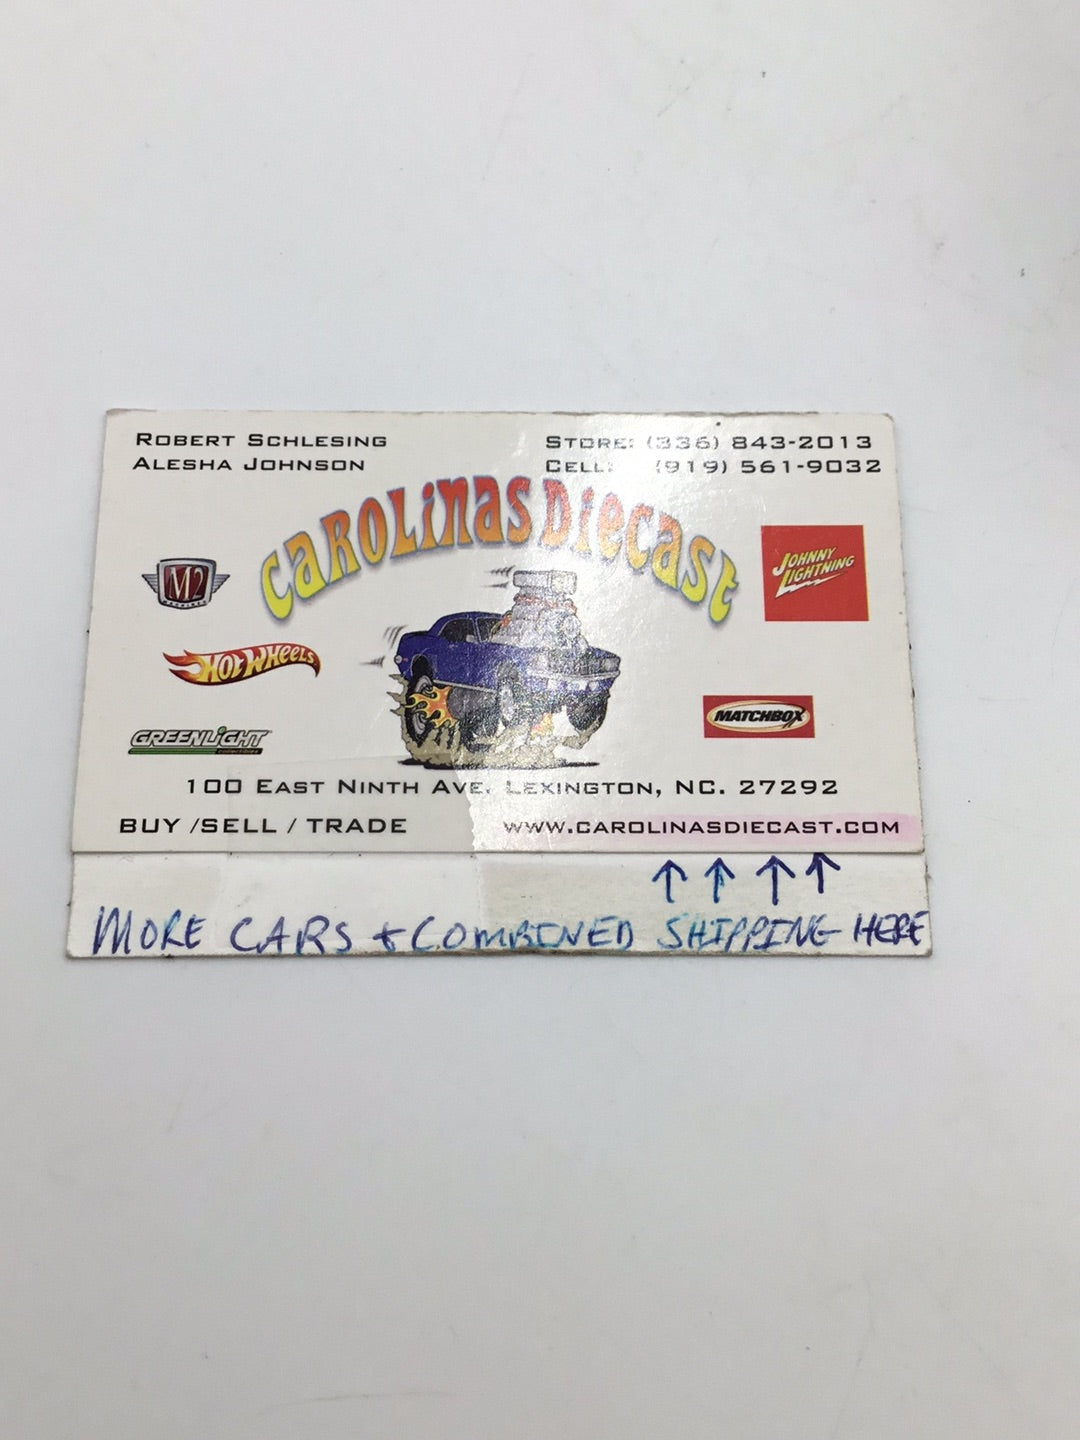 ROBERT SCHLESING
ALESHA JOHNSON
STORE: (336) 843-2013
CELL: (919) 561-9032
CAROLINAS DIECAST
M2
MACHINES
JOHNNY
LIGHTNING
HOT WHEELS
MATCHBOX
GREENLIGHT
COLLECTIBLES
100 EAST NINTH AVE. LEXINGTON, NC. 27292
BUY /SELL / TRADE
WWW.CAROLINASDIECAST.COM
MORE CARS & COMBINED SHIPPING HERE